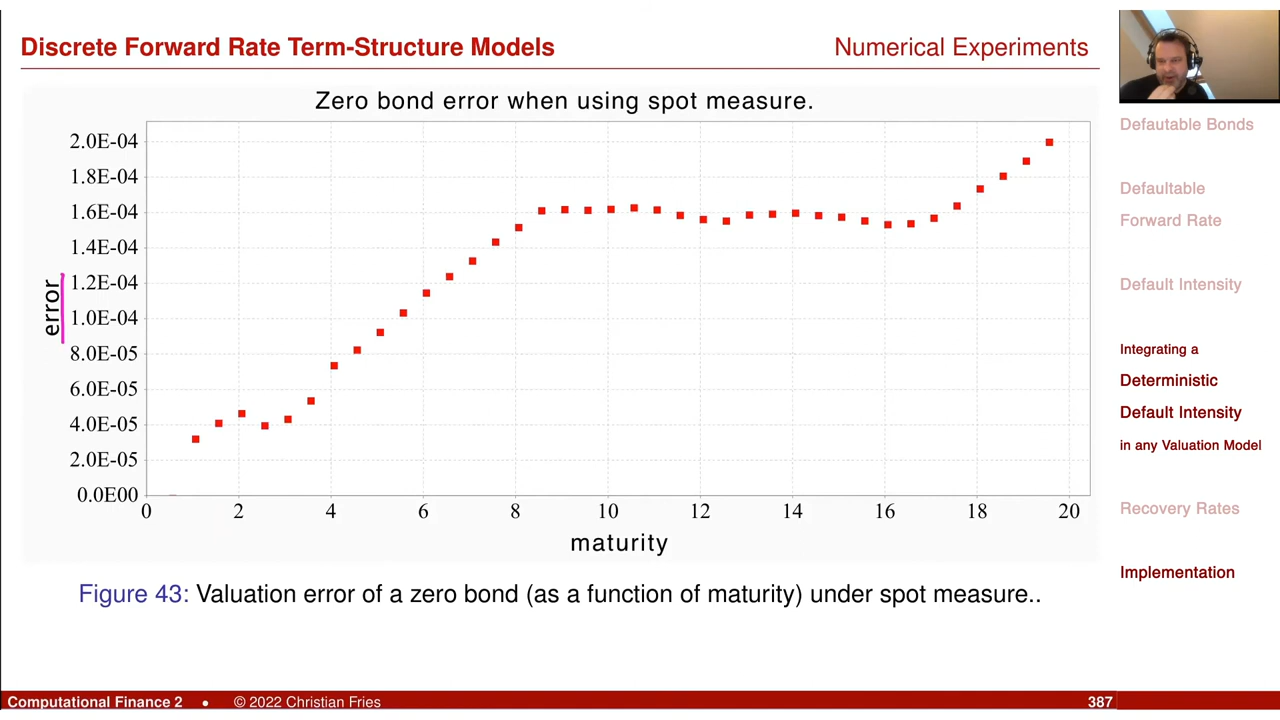 Discrete Forward Rate Term-Structure Models
Numerical Experiments
Zero bond error when using spot measure.
2.0E-04
1.8E-04
1.6E-04
1.4E-04
1.2E-04
1.0E-04
8.0E-05
6.0E-05
4.0E-05
2.0E-05
0.0E00
error
0 2 4 6 8 10 12 14 16 18 20
maturity
Figure 43: Valuation error of a zero bond (as a function of maturity) under spot measure..
Defautable Bonds
Defaultable
Forward Rate
Default Intensity
Integrating a
Deterministic
Default Intensity
in any Valuation Model
Recovery Rates
Implementation
Computational Finance 2 • © 2022 Christian Fries
387